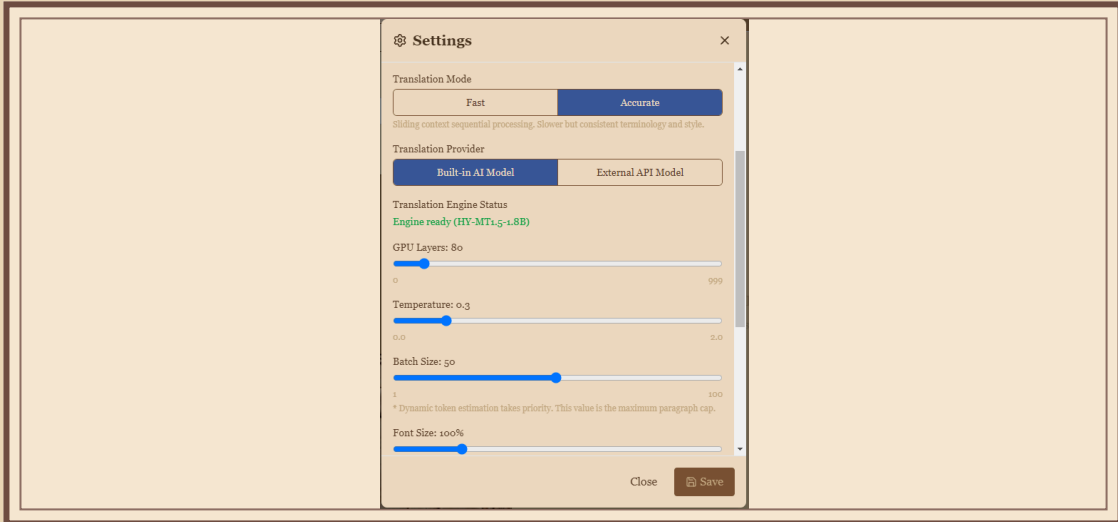 Settings
Translation Mode
Fast
Accurate
Sliding context sequential processing. Slower but consistent terminology and style.
Translation Provider
Built-in AI Model
External API Model
Translation Engine Status
Engine ready (HY-MT1.5-1.8B)
GPU Layers: 80
0
999
Temperature: 0.3
0.0
2.0
Batch Size: 50
1
100
* Dynamic token estimation takes priority. This value is the maximum paragraph cap.
Font Size: 100%
Close
Save